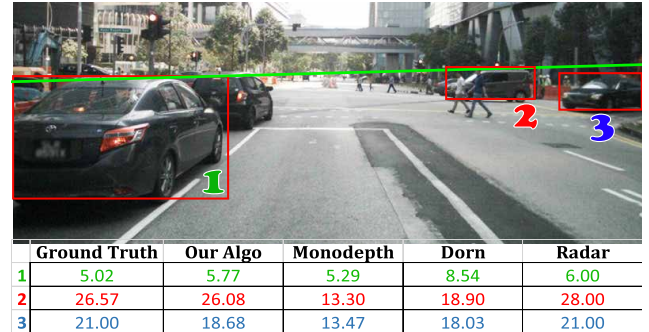 1
2
3
Ground Truth Our Algo Monodepth Dorn Radar
1 5.02 5.77 5.29 8.54 6.00
2 26.57 26.08 13.30 18.90 28.00
3 21.00 18.68 13.47 18.03 21.00